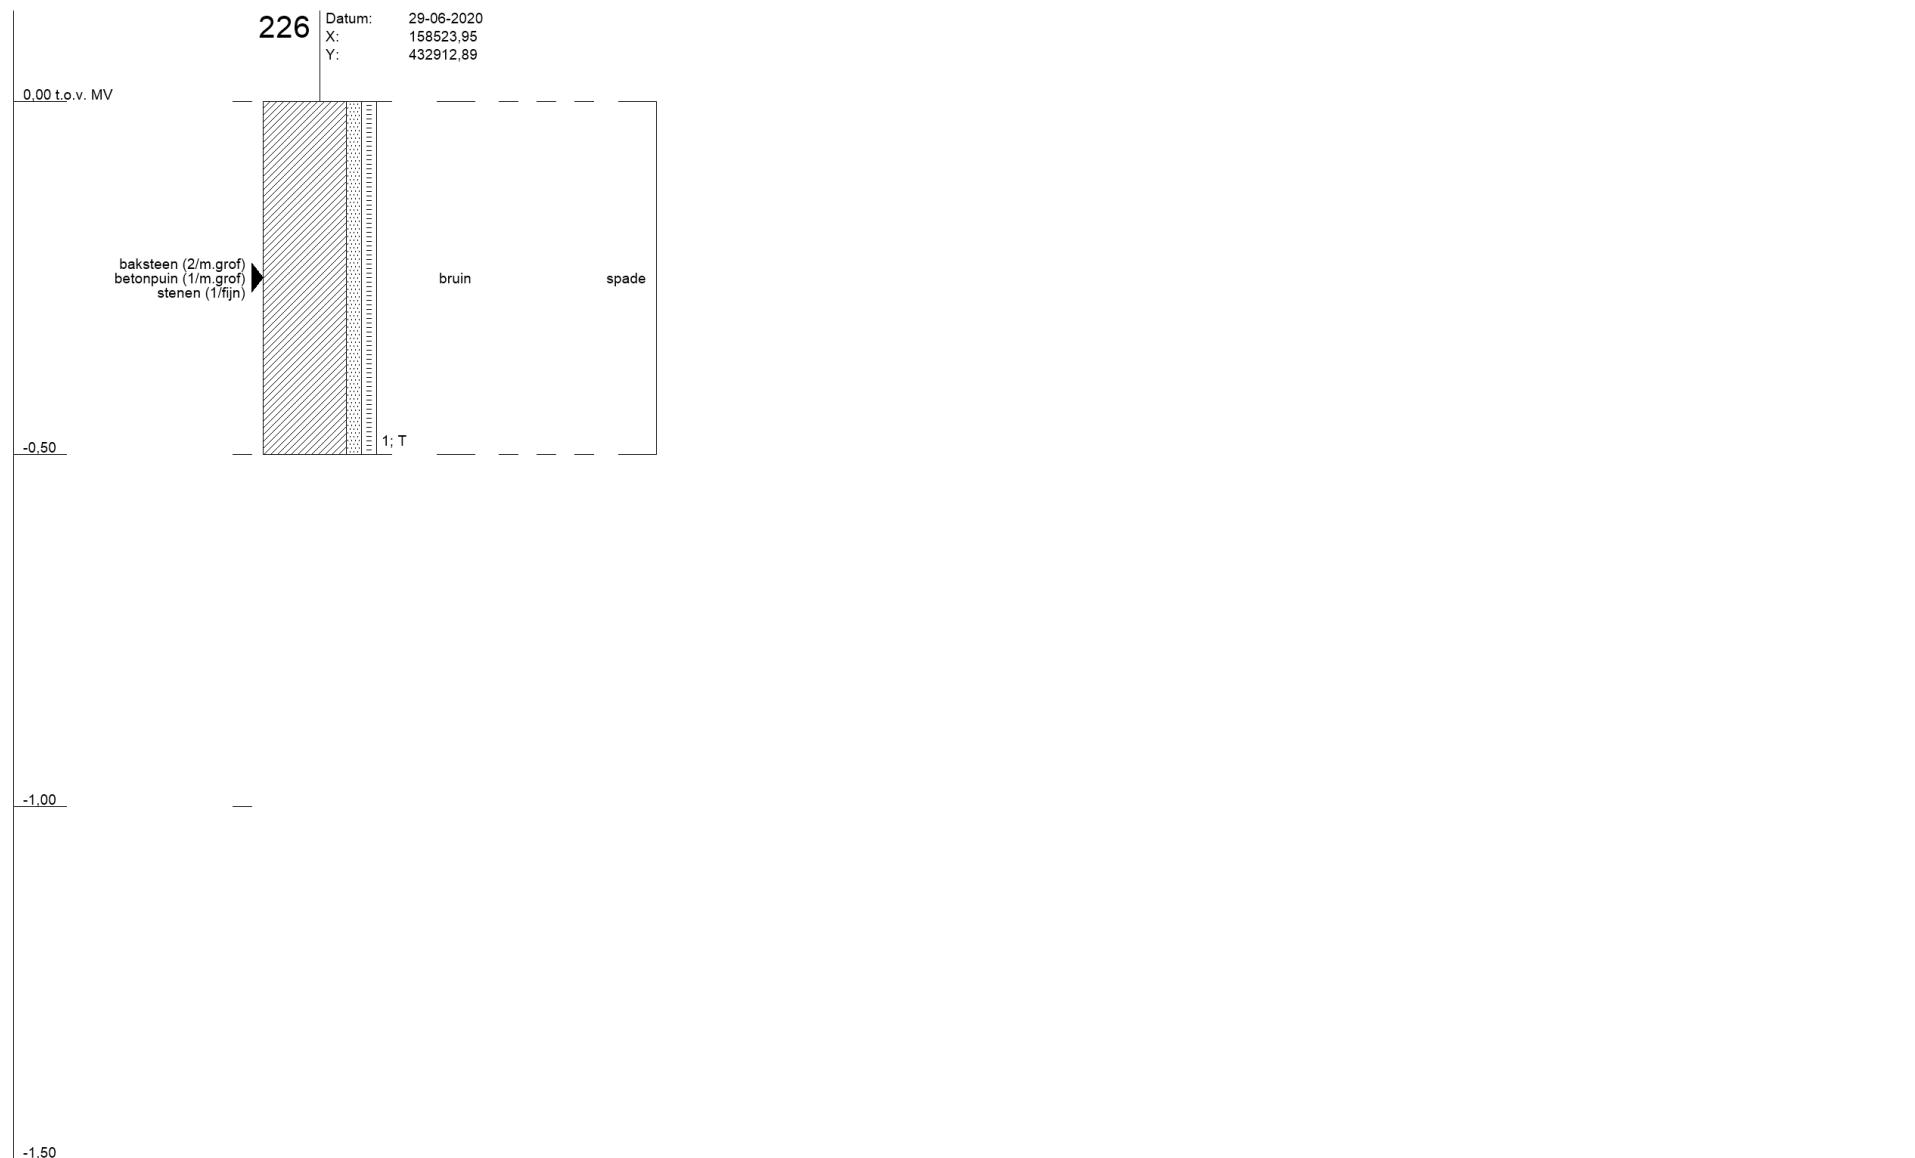 226
Datum: 29-06-2020
X: 158523,95
Y: 432912,89
0,00 t.o.v. MV
baksteen (2/m.grof)
betonpuin (1/m.grof)
stenen (1/fijn)
bruin
spade
1; T
-0,50
-1,00
-1,50